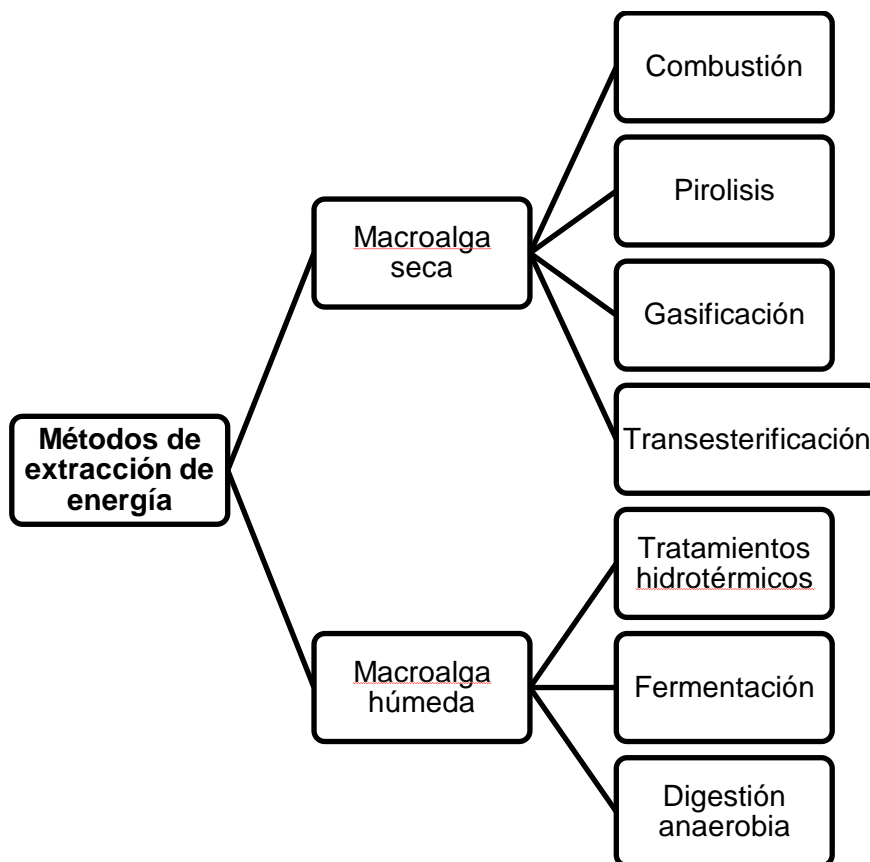 Métodos de
extracción de
energía
Macroalga
seca
Combustión
Pirolisis
Gasificación
Transesterificación
Macroalga
húmeda
Tratamientos
hidrotérmicos
Fermentación
Digestión
anaerobia